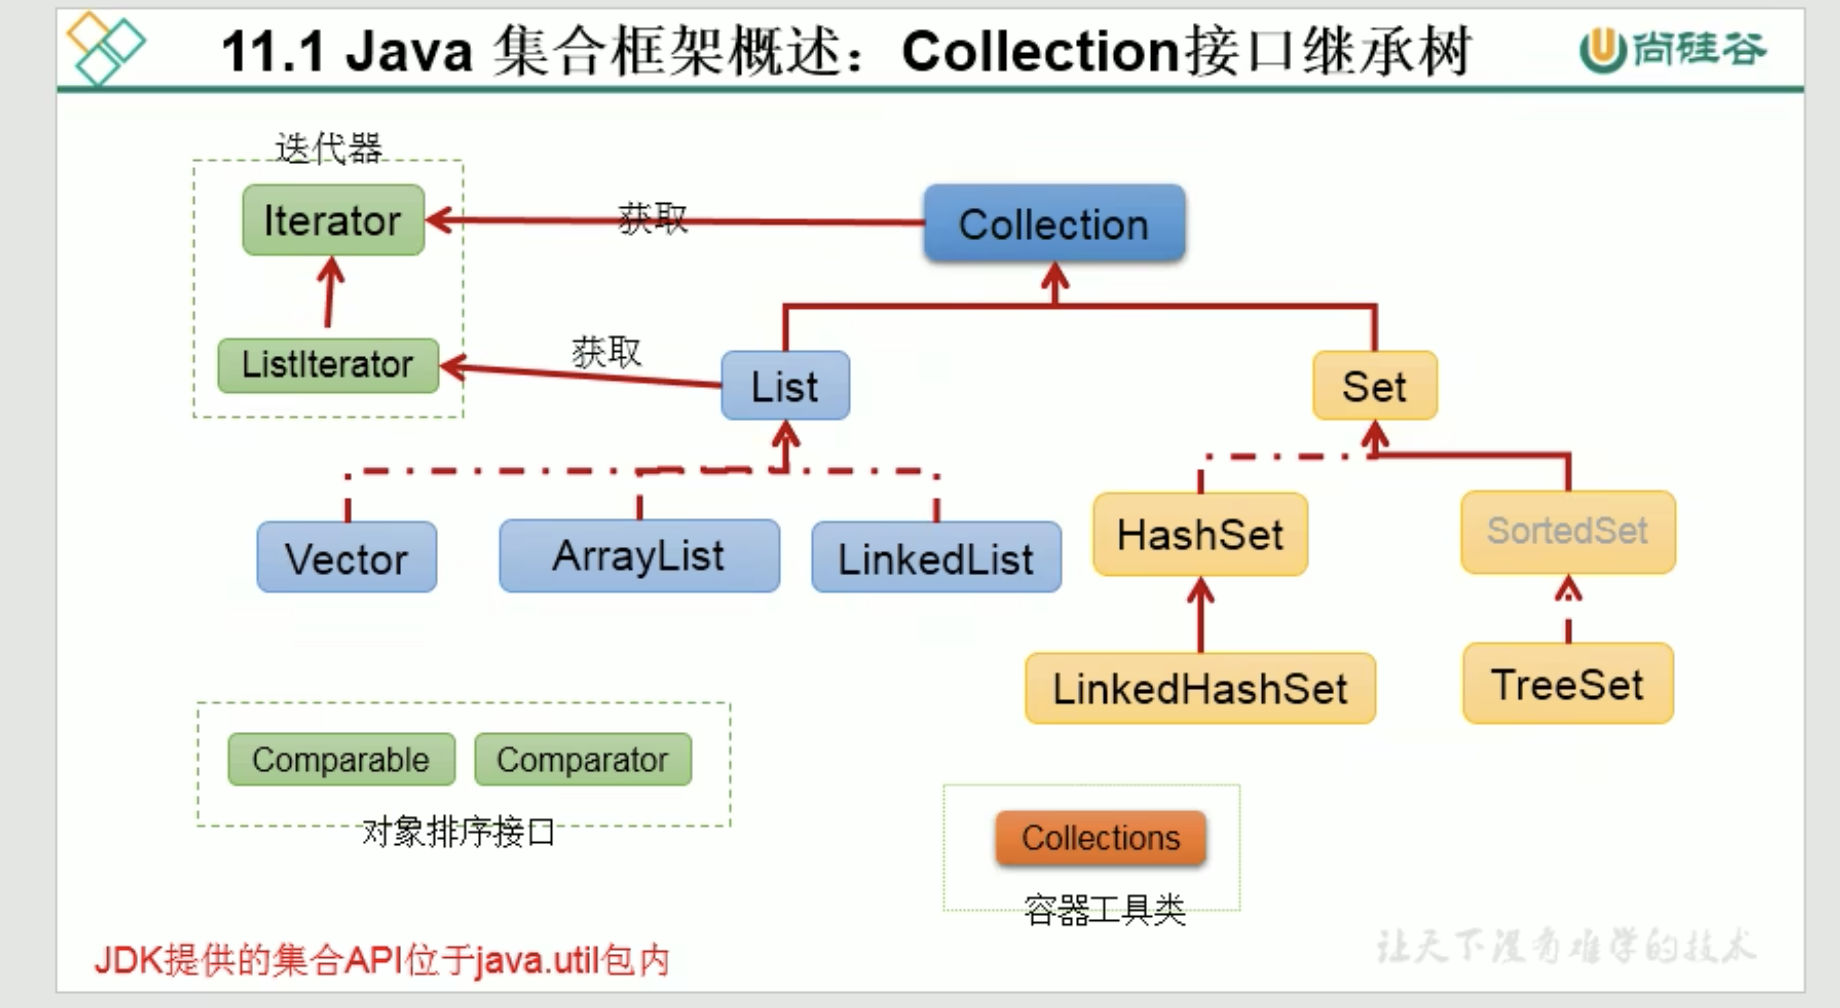 11.1 Java 集合框架概述：Collection接口继承树
尚硅谷
迭代器
Iterator
获取
Collection
ListIterator
获取
List
Set
Vector
ArrayList
LinkedList
HashSet
SortedSet
LinkedHashSet
TreeSet
Comparable
Comparator
对象排序接口
Collections
容器工具类
JDK提供的集合API位于java.util包内
让天下没有难学的技术